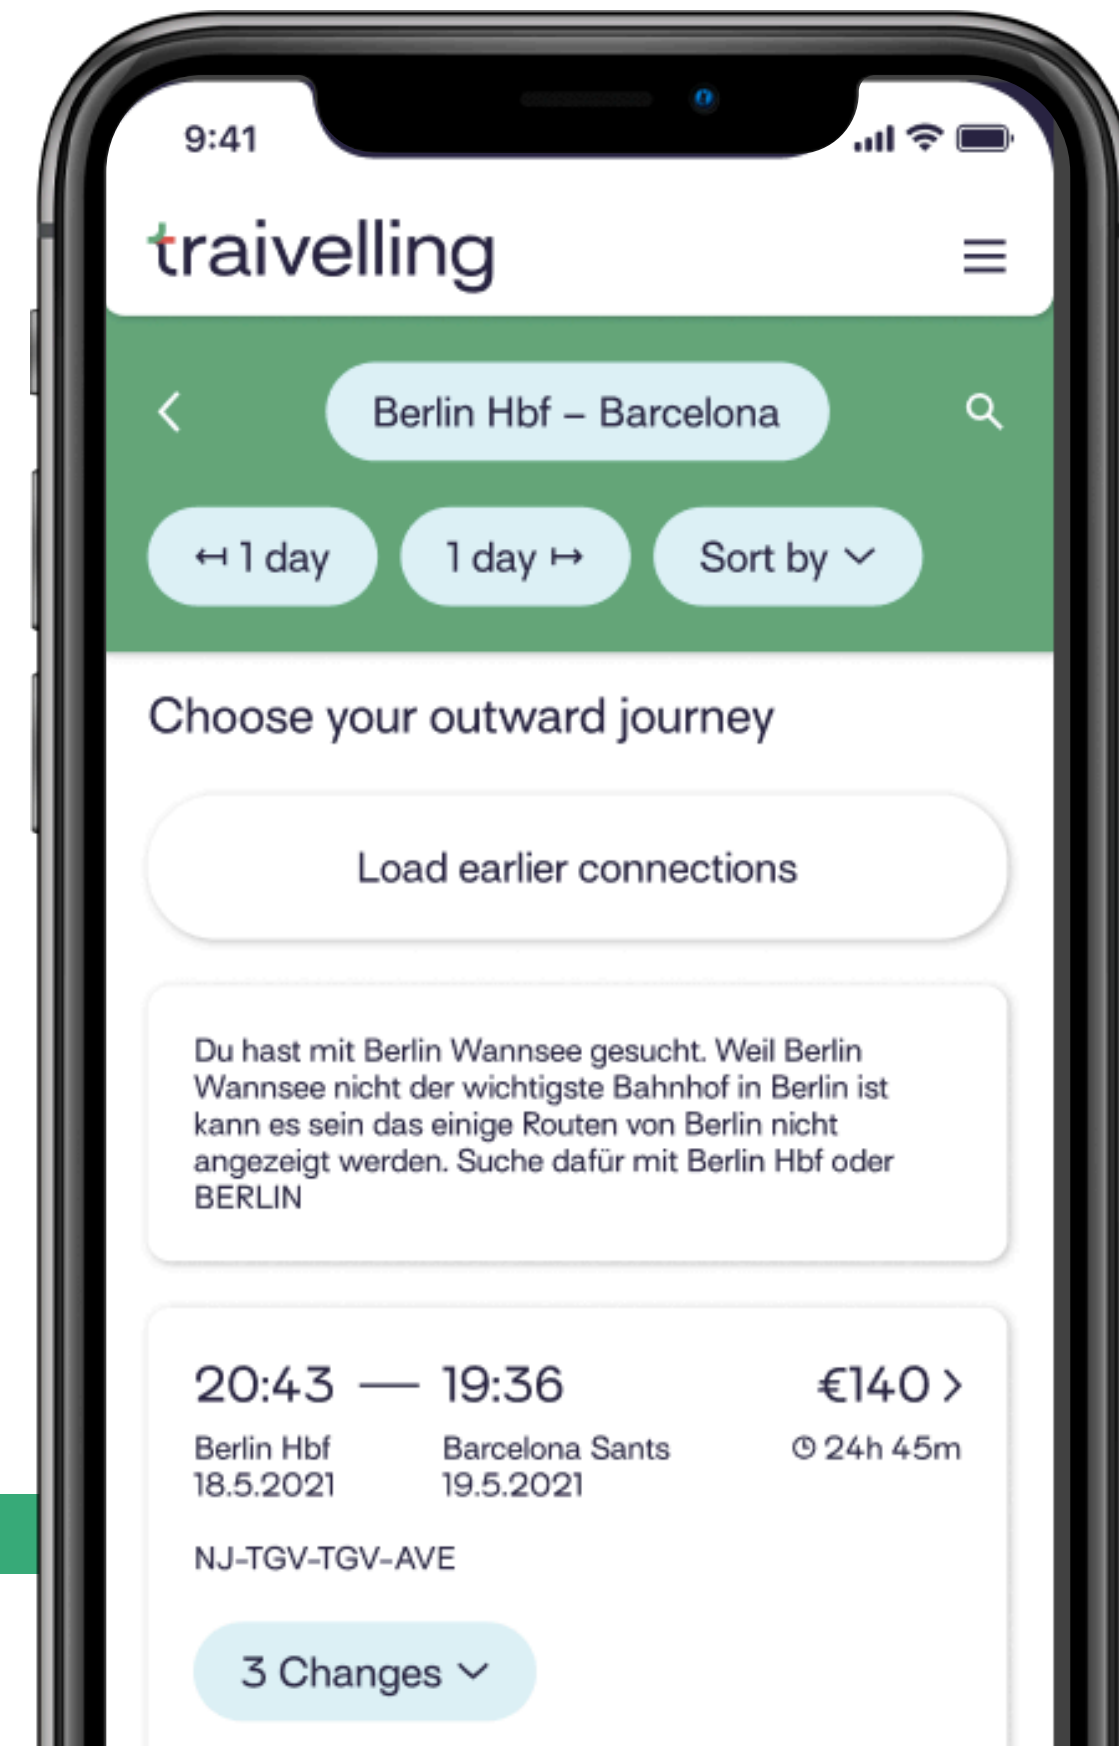 9:41
traivelling
Berlin Hbf – Barcelona
↤ 1 day
1 day ↦
Sort by
Choose your outward journey
Load earlier connections
Du hast mit Berlin Wannsee gesucht. Weil Berlin
Wannsee nicht der wichtigste Bahnhof in Berlin ist
kann es sein das einige Routen von Berlin nicht
angezeigt werden. Suche dafür mit Berlin Hbf oder
BERLIN
20:43 — 19:36 €140
Berlin Hbf Barcelona Sants 24h 45m
18.5.2021 19.5.2021
NJ-TGV-TGV-AVE
3 Changes